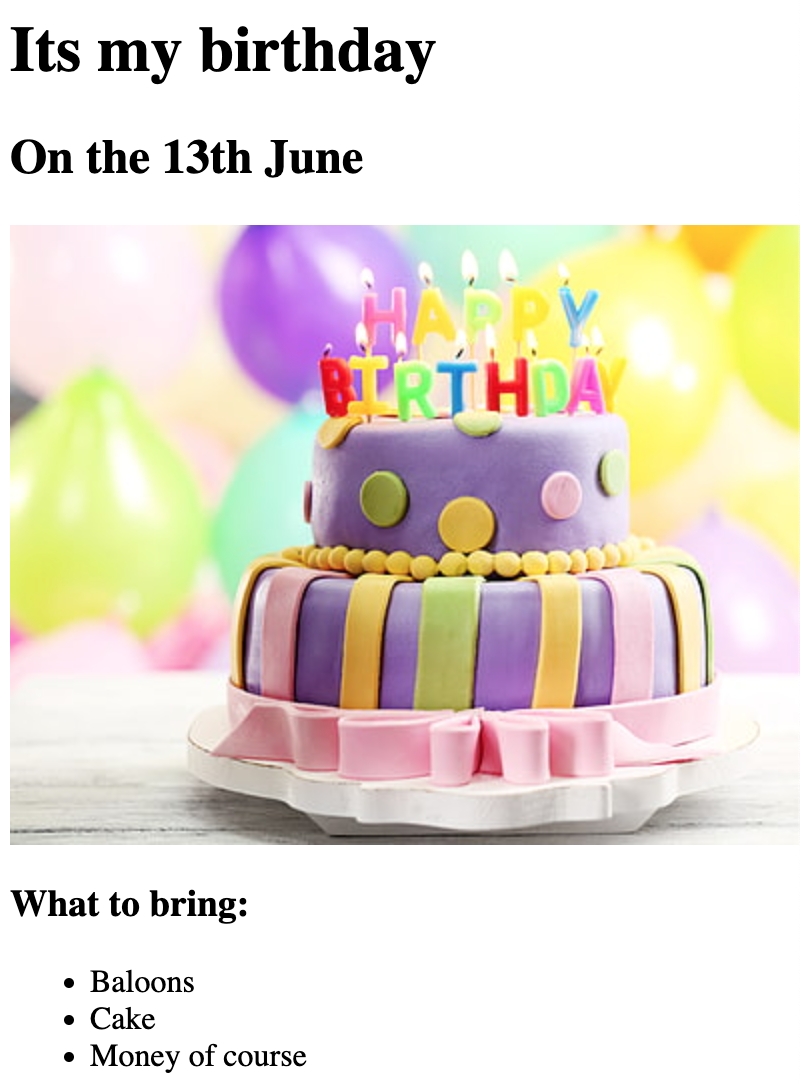 Its my birthday
On the 13th June
HAPPY
BIRTHDAY
What to bring:
Baloons
Cake
Money of course